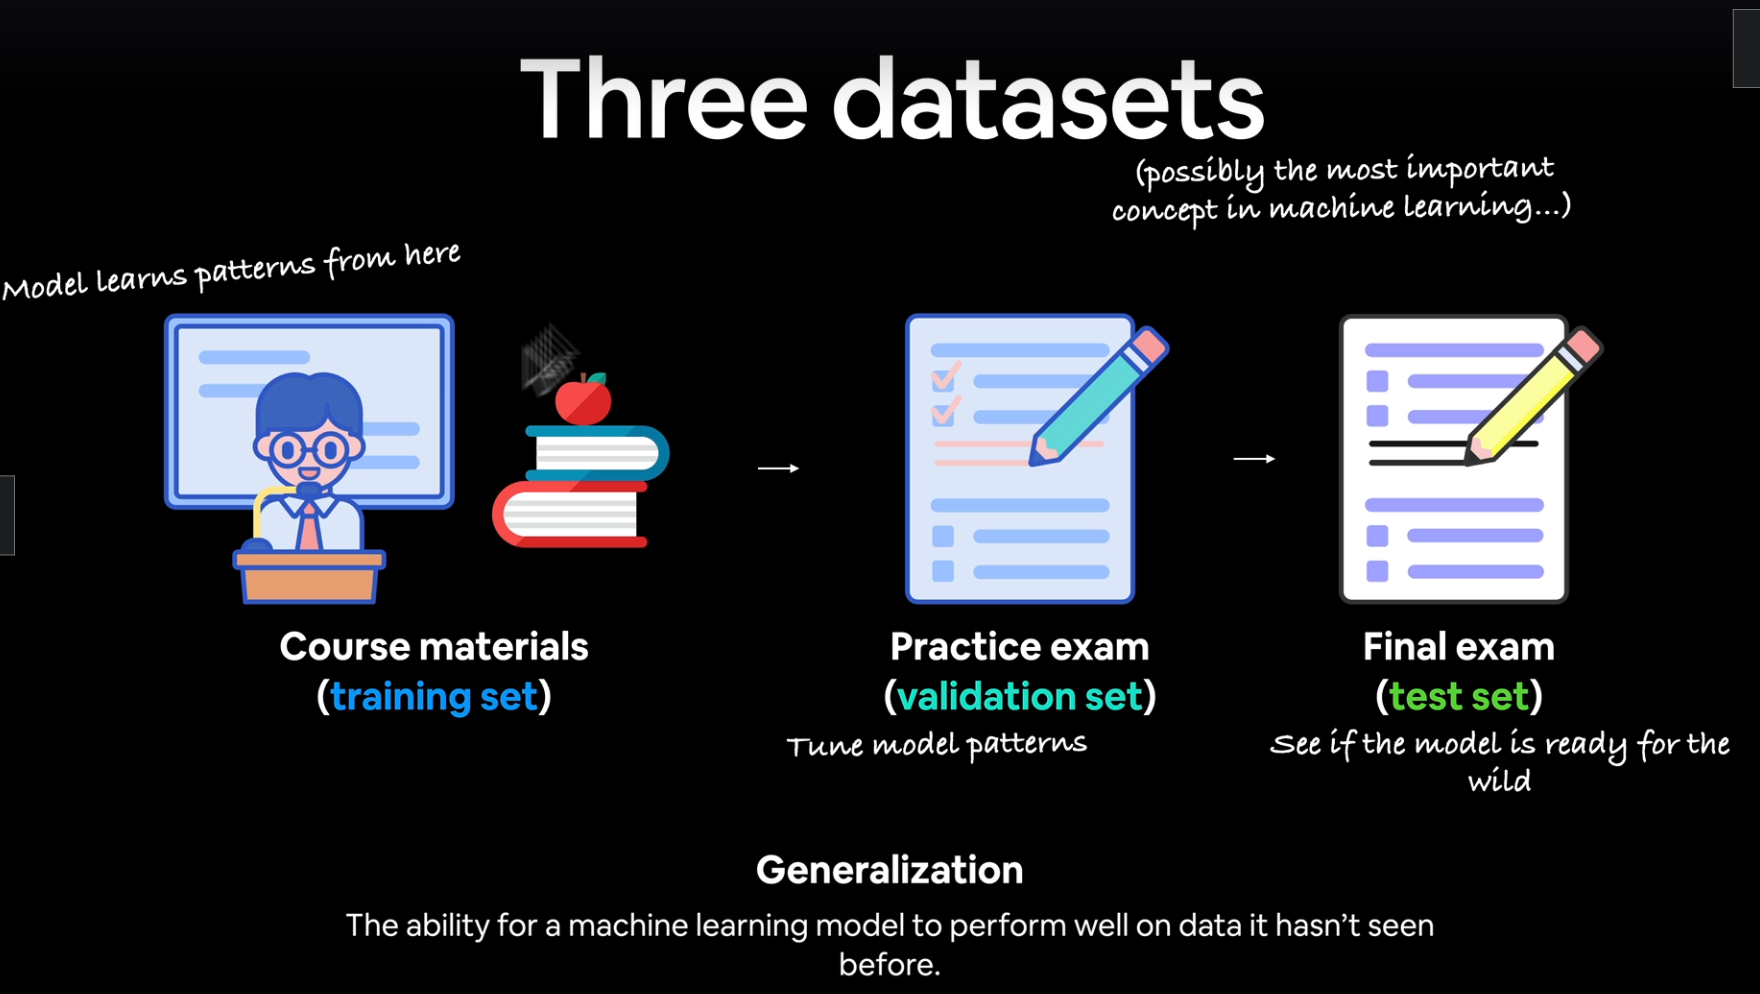 Three datasets
(possibly the most important
concept in machine learning...)
Model learns patterns from here
Course materials
(training set)
Practice exam
(validation set)
Tune model patterns
Final exam
(test set)
See if the model is ready for the
wild
Generalization
The ability for a machine learning model to perform well on data it hasn’t seen
before.